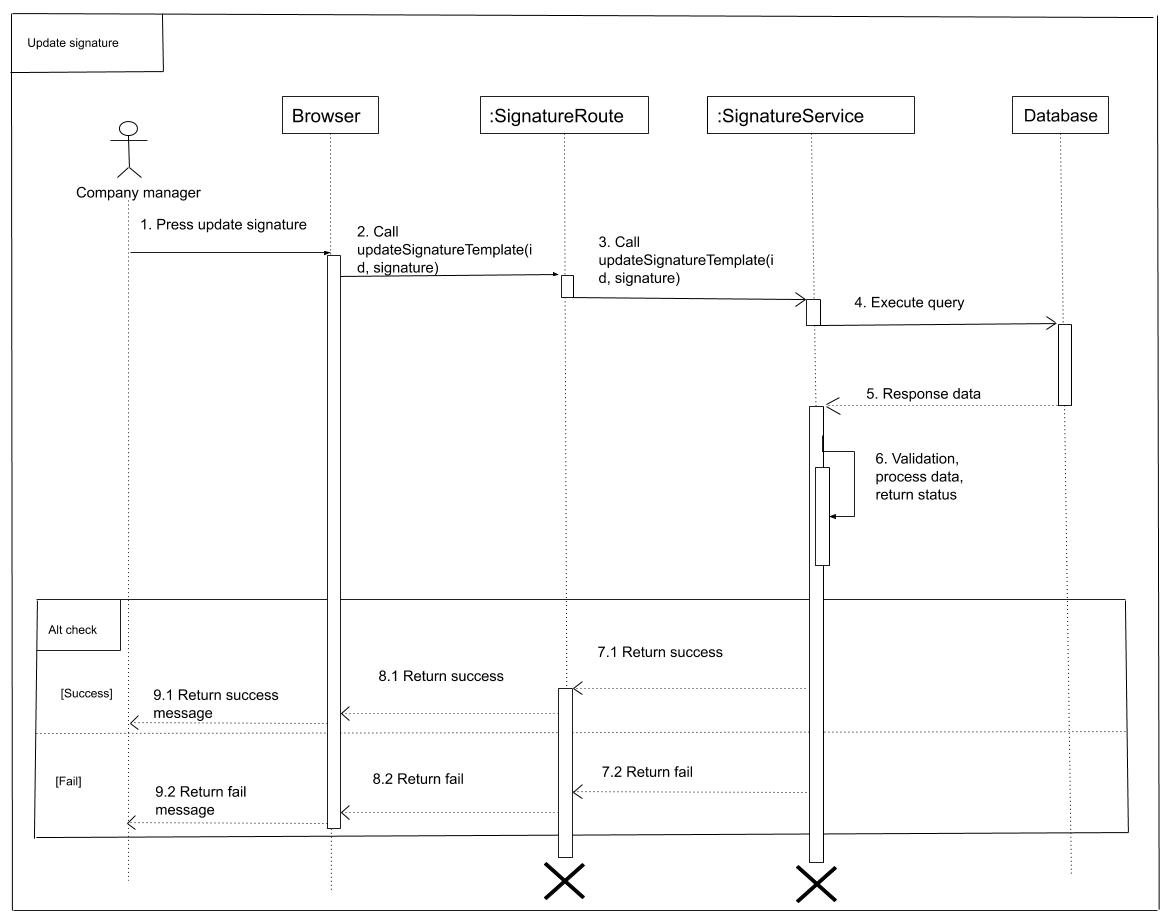 Update signature
Browser
:SignatureRoute
:SignatureService
Database
Company manager
1. Press update signature
2. Call
updateSignatureTemplate(i
d, signature)
3. Call
updateSignatureTemplate(i
d, signature)
4. Execute query
5. Response data
6. Validation,
process data,
return status
Alt check
7.1 Return success
8.1 Return success
[Success]
9.1 Return success
message
7.2 Return fail
8.2 Return fail
[Fail]
9.2 Return fail
message